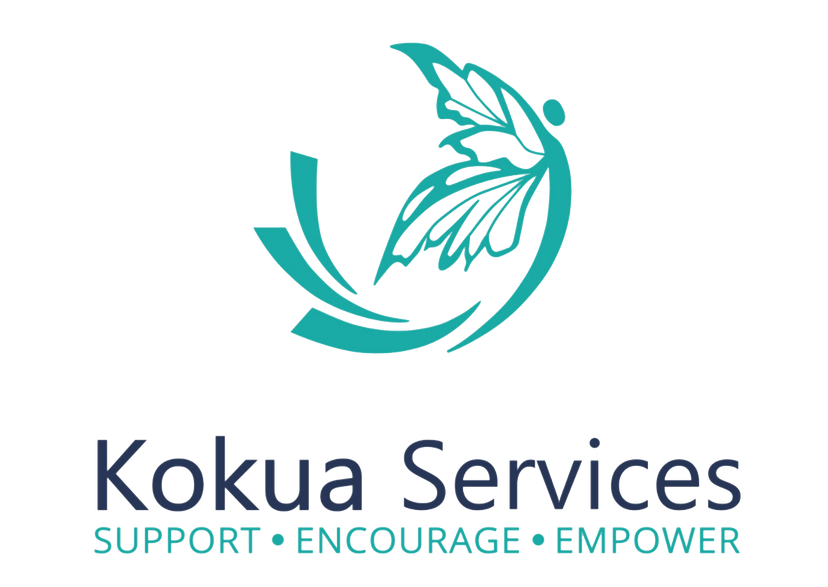 Kokua Services
SUPPORT • ENCOURAGE • EMPOWER